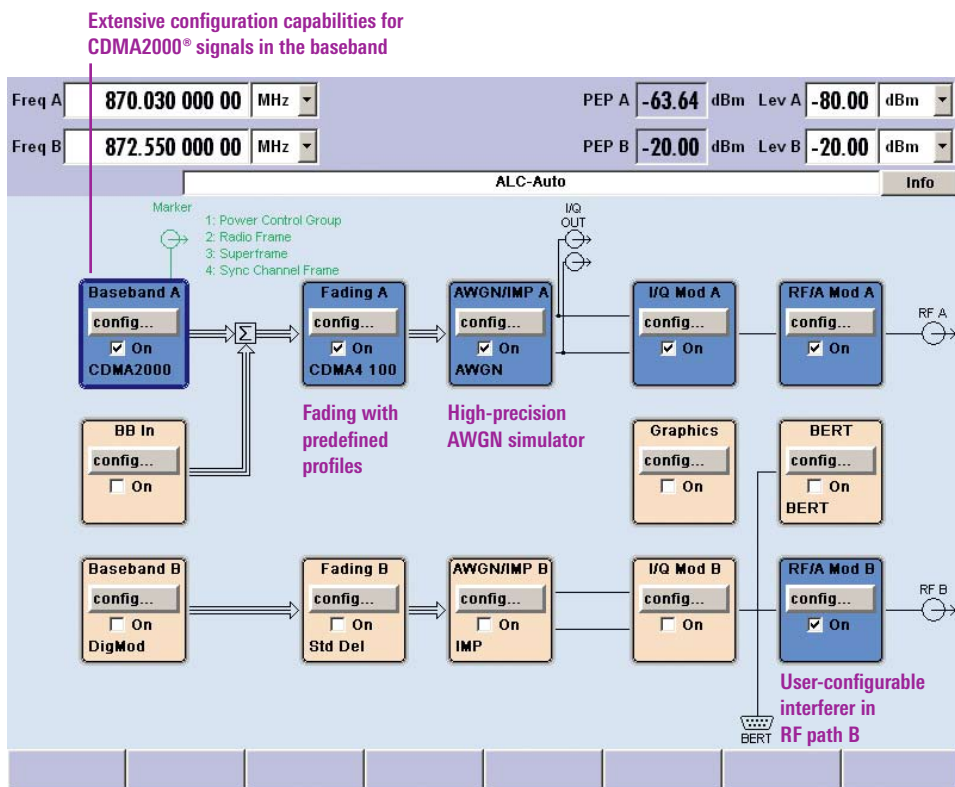 Extensive configuration capabilities for
CDMA2000® signals in the baseband
Freq A 870.030 000 00 MHz PEP A -63.64 dBm Lev A -80.00 dBm
Freq B 872.550 000 00 MHz PEP B -20.00 dBm Lev B -20.00 dBm
ALC-Auto Info
Marker
1: Power Control Group
2: Radio Frame
3: Superframe
4: Sync Channel Frame
I/Q
OUT
Baseband A
config...
On
CDMA2000
Σ
Fading A
config...
On
CDMA4 100
AWGN/IMP A
config...
On
AWGN
I/Q Mod A
config...
On
RF/A Mod A
config...
On
RF A
Fading with
predefined
profiles
High-precision
AWGN simulator
BB In
config...
On
Graphics
config...
On
BERT
config...
On
BERT
Baseband B
config...
On
DigMod
Fading B
config...
On
Std Del
AWGN/IMP B
config...
On
IMP
I/Q Mod B
config...
On
RF/A Mod B
config...
On
RF B
BERT
User-configurable
interferer in
RF path B